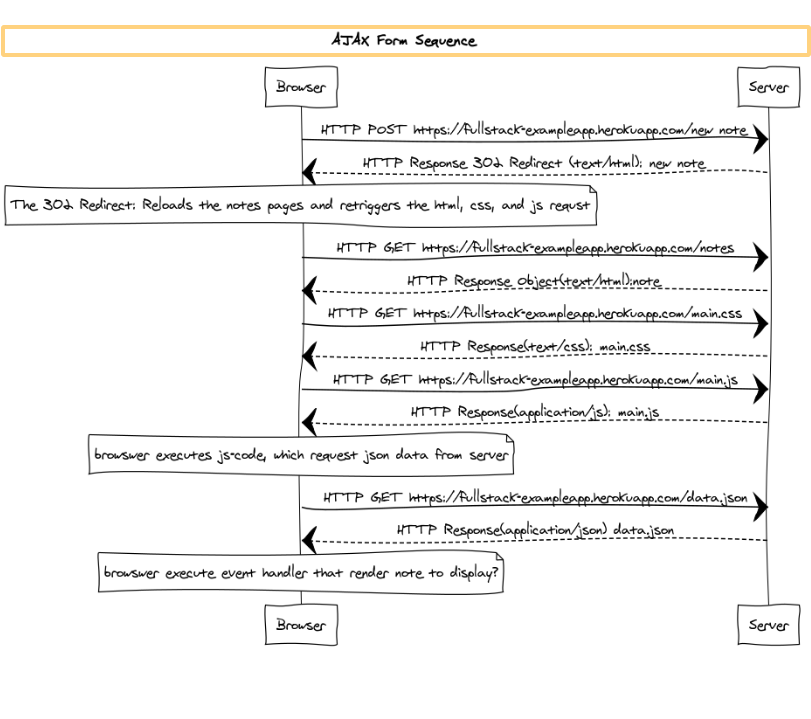 AJAX Form Sequence
Browser
Server
HTTP POST https://fullstack-exampleapp.herokuapp.com/new note
HTTP Response 302 Redirect (text/html): new note
The 302 Redirect: Reloads the notes pages and retriggers the html, css, and js requst
HTTP GET https://fullstack-exampleapp.herokuapp.com/notes
HTTP Response Object(text/html):note
HTTP GET https://fullstack-exampleapp.herokuapp.com/main.css
HTTP Response(text/css): main.css
HTTP GET https://fullstack-exampleapp.herokuapp.com/main.js
HTTP Response(application/js): main.js
browswer executes js-code, which request json data from server
HTTP GET https://fullstack-exampleapp.herokuapp.com/data.json
HTTP Response(application/json) data.json
browswer execute event handler that render note to display?
Browser
Server